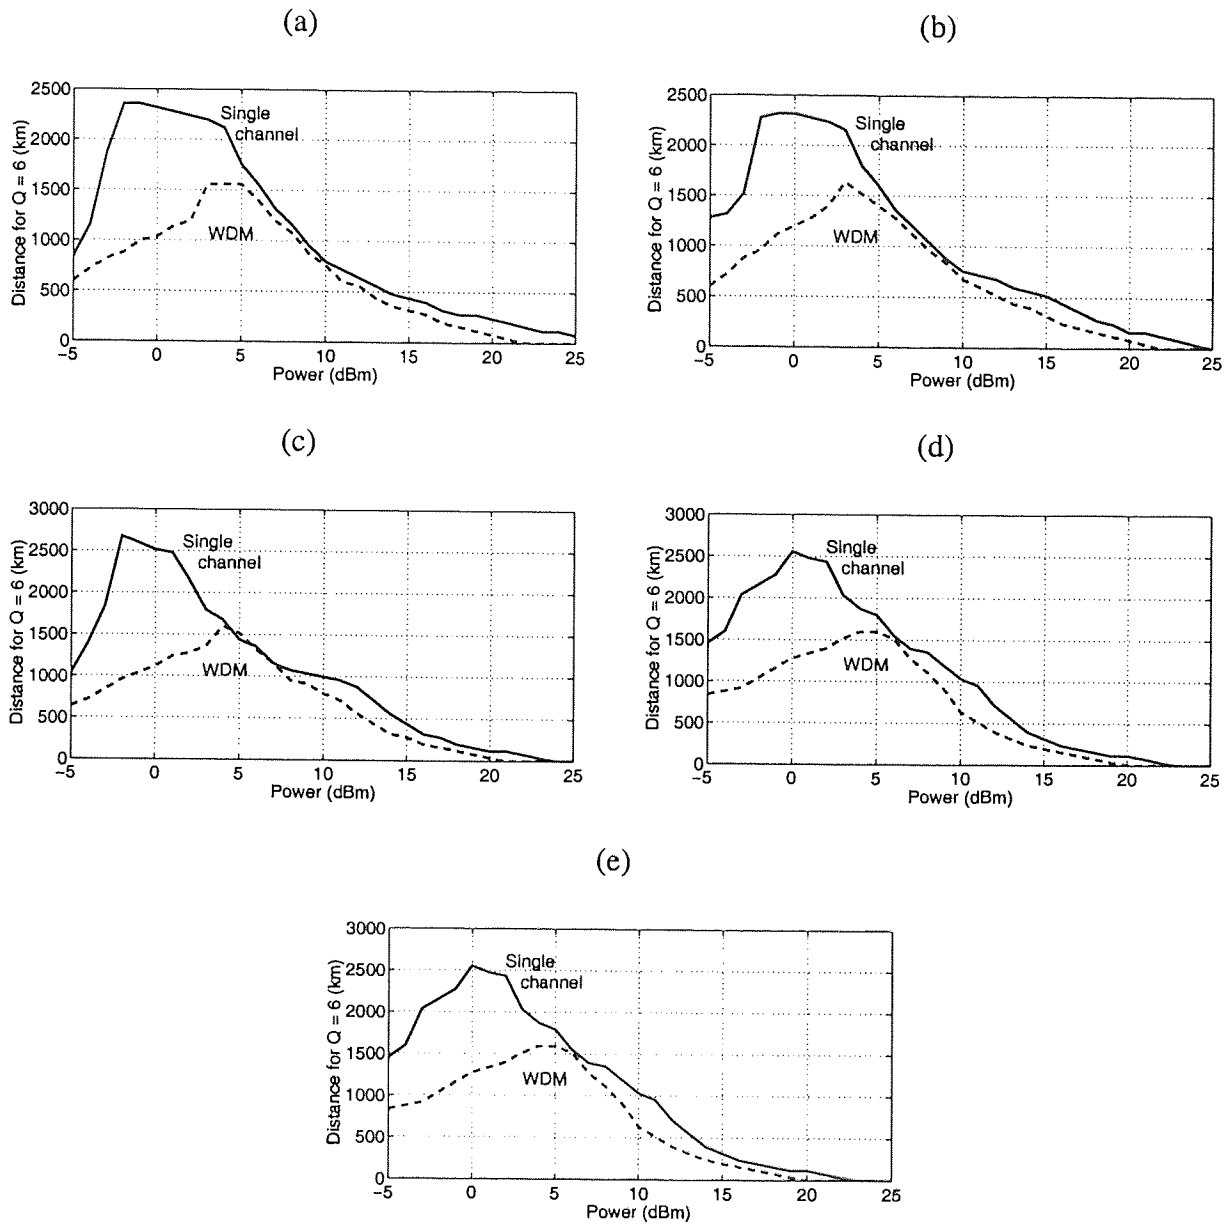 (a)
2500
2000
1500
1000
500
0
Distance for Q = 6 (km)
Single
channel
WDM
−5 0 5 10 15 20 25
Power (dBm)
(b)
2500
2000
1500
1000
500
0
Distance for Q = 6 (km)
Single
channel
WDM
−5 0 5 10 15 20 25
Power (dBm)
(c)
3000
2500
2000
1500
1000
500
0
Distance for Q = 6 (km)
Single
channel
WDM
−5 0 5 10 15 20 25
Power (dBm)
(d)
3000
2500
2000
1500
1000
500
0
Distance for Q = 6 (km)
Single
channel
WDM
−5 0 5 10 15 20 25
Power (dBm)
(e)
3000
2500
2000
1500
1000
500
0
Distance for Q = 6 (km)
Single
channel
WDM
−5 0 5 10 15 20 25
Power (dBm)